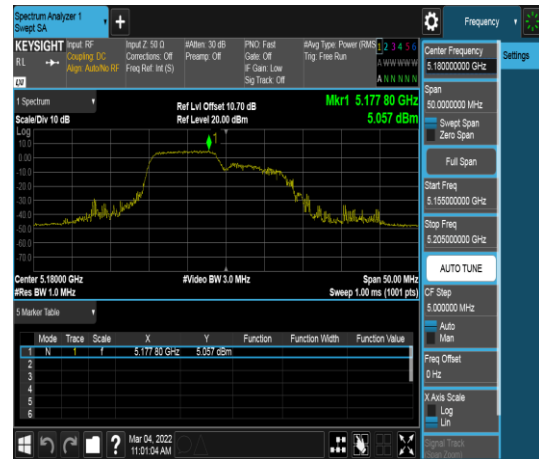 Spectrum Analyzer 1
Swept SA
Frequency
KEYSIGHT
RL
Input: RF
Coupling: DC
Align: Auto/No RF
Input Z: 50 Ω
Corrections: Off
Freq Ref: Int (S)
#Atten: 30 dB
Preamp: Off
PNO: Fast
Gate: Off
IF Gain: Low
Sig Track: Off
#Avg Type: Power (RMS
Trig: Free Run
1 2 3 4 5 6
A WW WW W
A N N N N N
LXI
1 Spectrum
Scale/Div 10 dB
Ref Lvl Offset 10.70 dB
Ref Level 20.00 dBm
Mkr1 5.177 80 GHz
5.057 dBm
Log
10.0
0.00
-10.0
-20.0
-30.0
-40.0
-50.0
-60.0
-70.0
1
Center 5.18000 GHz
#Res BW 1.0 MHz
#Video BW 3.0 MHz
Span 50.00 MHz
Sweep 1.00 ms (1001 pts)
5 Marker Table
Mode Trace Scale X Y Function Function Width Function Value
1 N 1 f 5.177 80 GHz 5.057 dBm
2
3
4
5
6
Mar 04, 2022
11:01:04 AM
Center Frequency
5.180000000 GHz
Span
50.0000000 MHz
Swept Span
Zero Span
Full Span
Start Freq
5.155000000 GHz
Stop Freq
5.205000000 GHz
AUTO TUNE
CF Step
5.000000 MHz
Auto
Man
Freq Offset
0 Hz
X Axis Scale
Log
Lin
Signal Track
(Span Zoom)
Settings